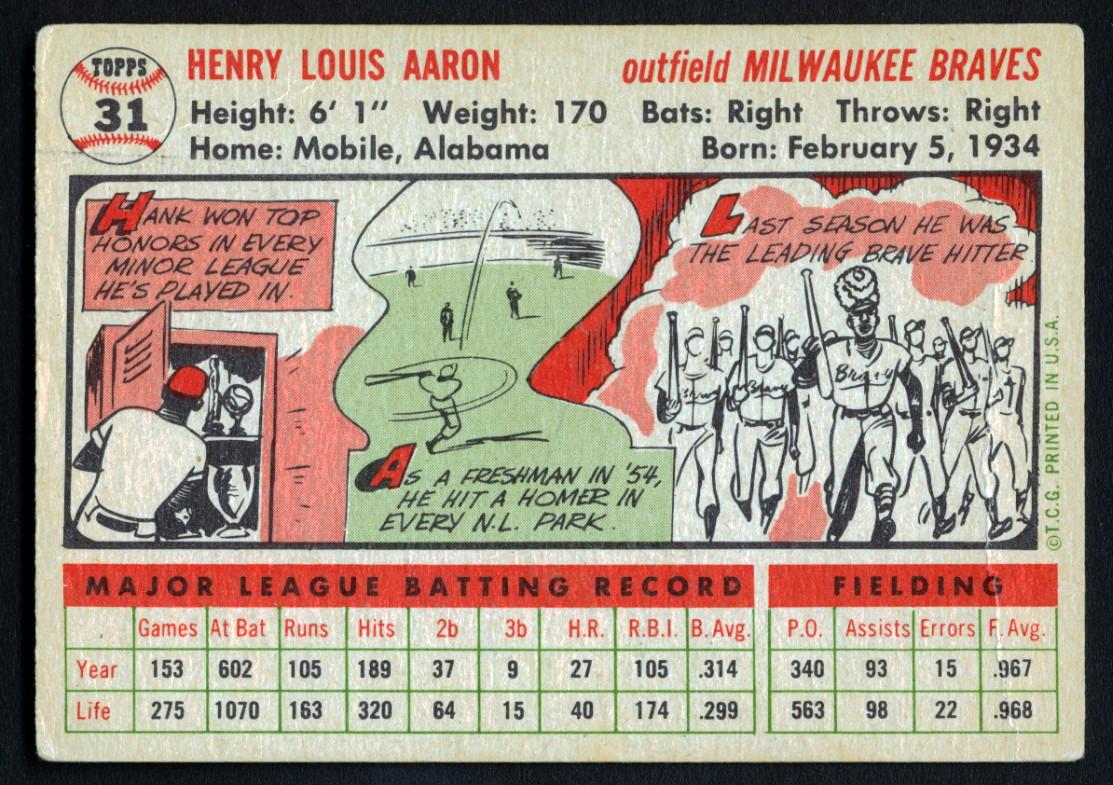 TOPPS
31
HENRY LOUIS AARON outfield MILWAUKEE BRAVES
Height: 6' 1" Weight: 170 Bats: Right Throws: Right
Home: Mobile, Alabama Born: February 5, 1934
HANK WON TOP
HONORS IN EVERY
MINOR LEAGUE
HE'S PLAYED IN.
AS A FRESHMAN IN '54,
HE HIT A HOMER IN
EVERY N.L. PARK.
LAST SEASON HE WAS
THE LEADING BRAVE HITTER.
©T.C.G. PRINTED IN U.S.A.
MAJOR LEAGUE BATTING RECORD FIELDING
Games At Bat Runs Hits 2b 3b H.R. R.B.I. B. Avg. P.O. Assists Errors F. Avg.
Year 153 602 105 189 37 9 27 105 .314 340 93 15 .967
Life 275 1070 163 320 64 15 40 174 .299 563 98 22 .968